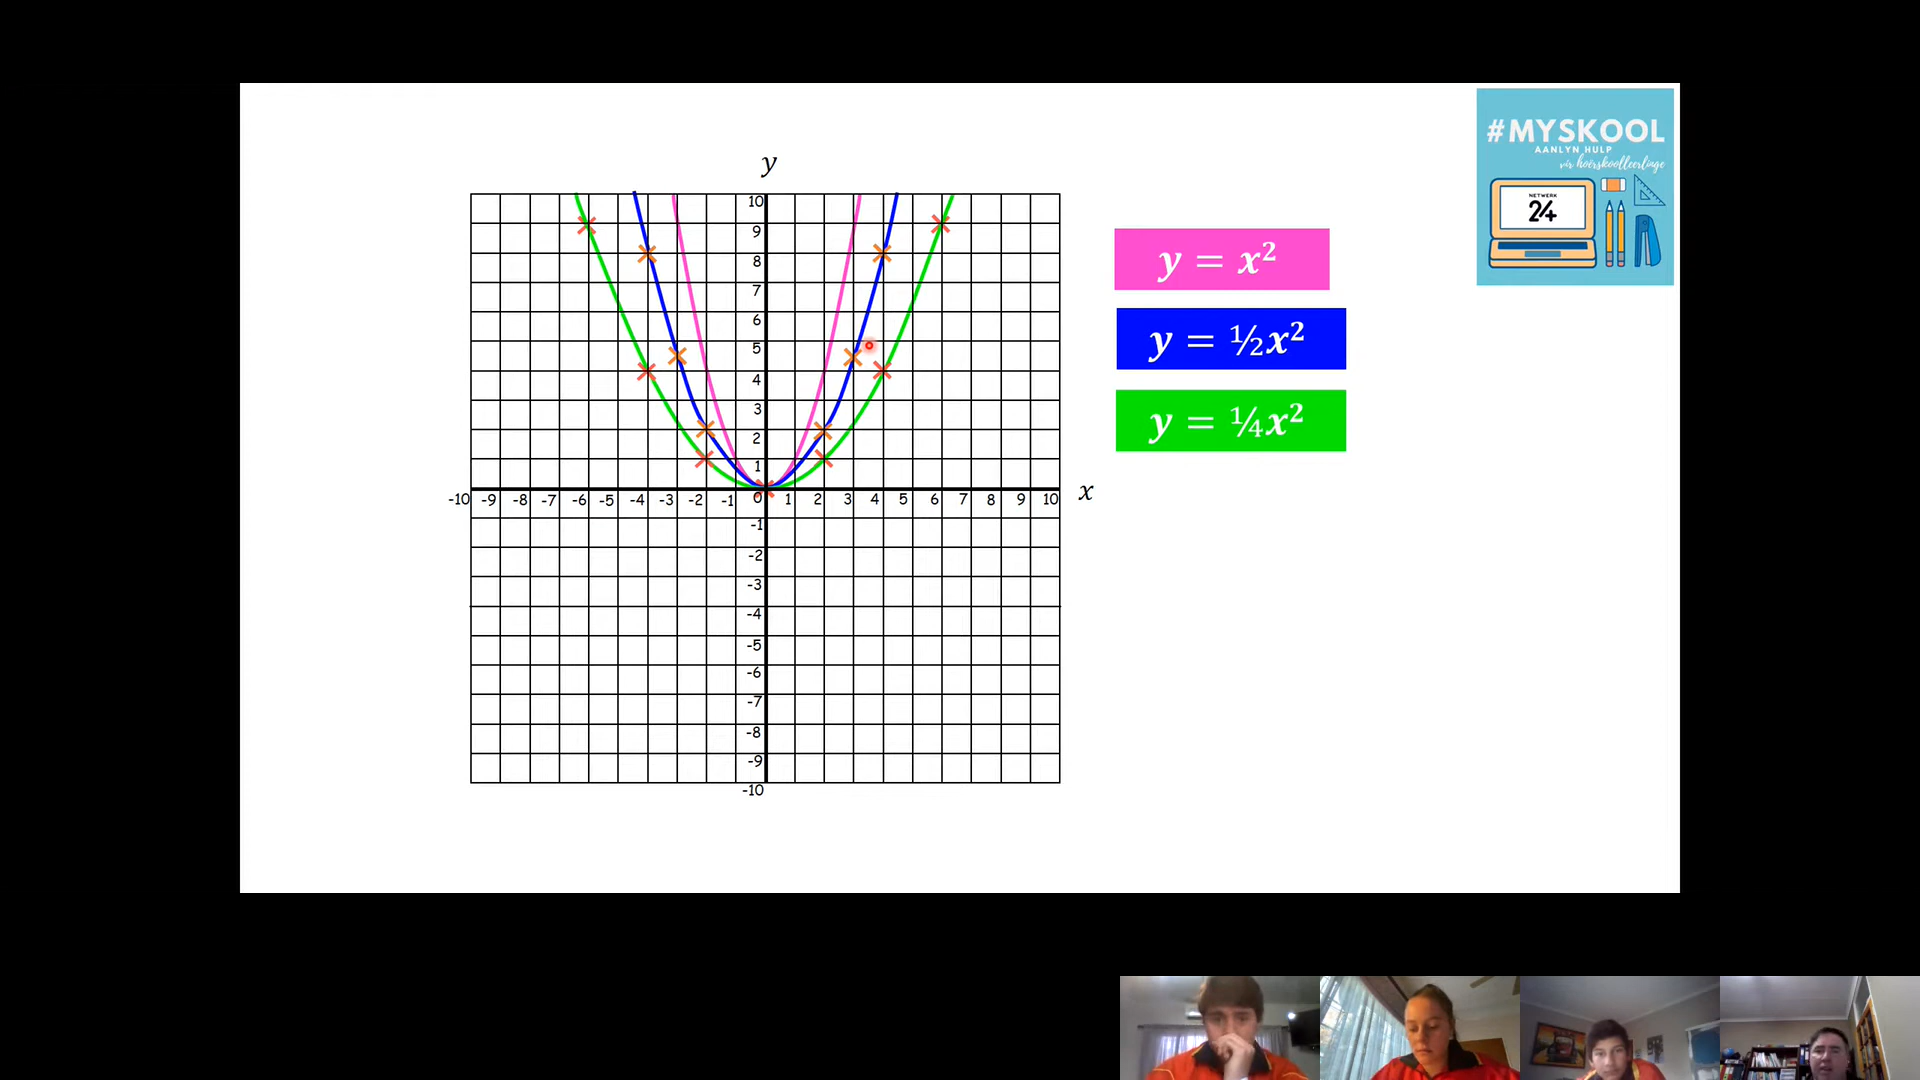 #MYSKOOL
AANLYN HULP
vir hoërskoolleerlinge
NETWERK
24
y
10
9
8
7
6
5
4
3
2
1
-10 -9 -8 -7 -6 -5 -4 -3 -2 -1 0 1 2 3 4 5 6 7 8 9 10 x
-1
-2
-3
-4
-5
-6
-7
-8
-9
-10
y = x²
y = ½x²
y = ¼x²